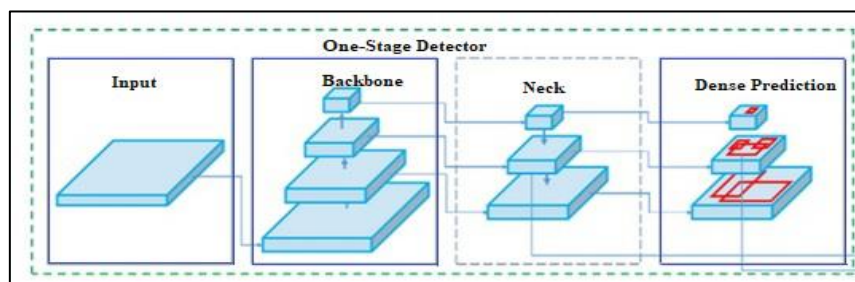 One-Stage Detector
Input
Backbone
Neck
Dense Prediction